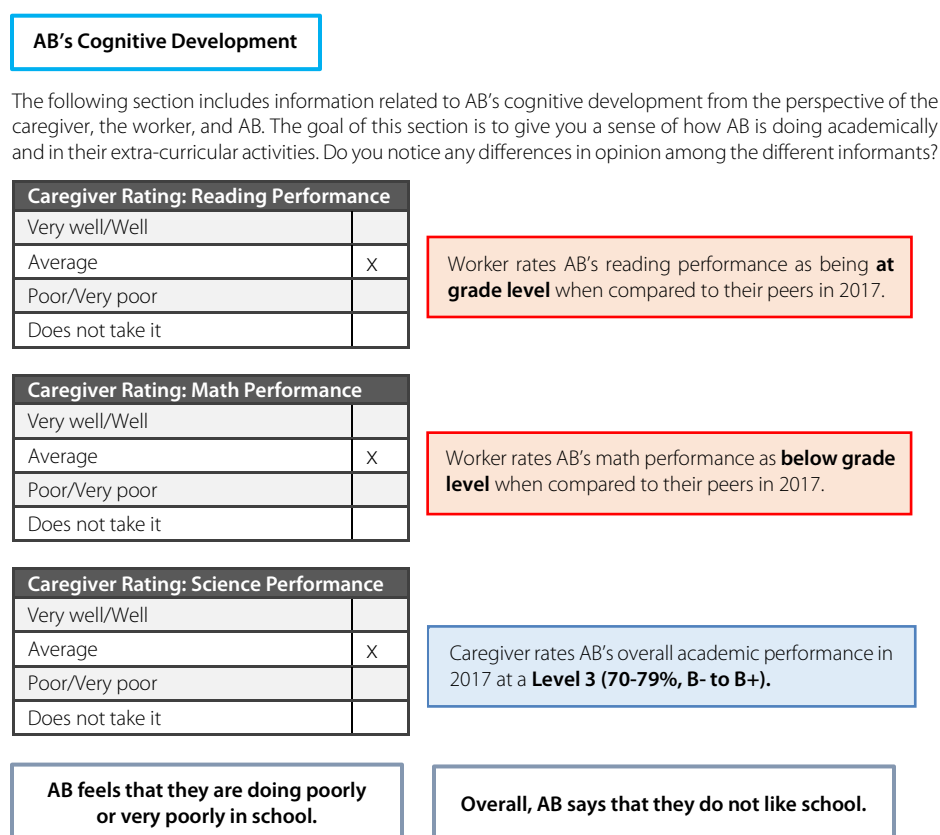 AB’s Cognitive Development
The following section includes information related to AB’s cognitive development from the perspective of the
caregiver, the worker, and AB. The goal of this section is to give you a sense of how AB is doing academically
and in their extra-curricular activities. Do you notice any differences in opinion among the different informants?
Caregiver Rating: Reading Performance
Very well/Well
Average X
Poor/Very poor
Does not take it
Worker rates AB’s reading performance as being at
grade level when compared to their peers in 2017.
Caregiver Rating: Math Performance
Very well/Well
Average X
Poor/Very poor
Does not take it
Worker rates AB’s math performance as below grade
level when compared to their peers in 2017.
Caregiver Rating: Science Performance
Very well/Well
Average X
Poor/Very poor
Does not take it
Caregiver rates AB’s overall academic performance in
2017 at a Level 3 (70-79%, B- to B+).
AB feels that they are doing poorly
or very poorly in school.
Overall, AB says that they do not like school.